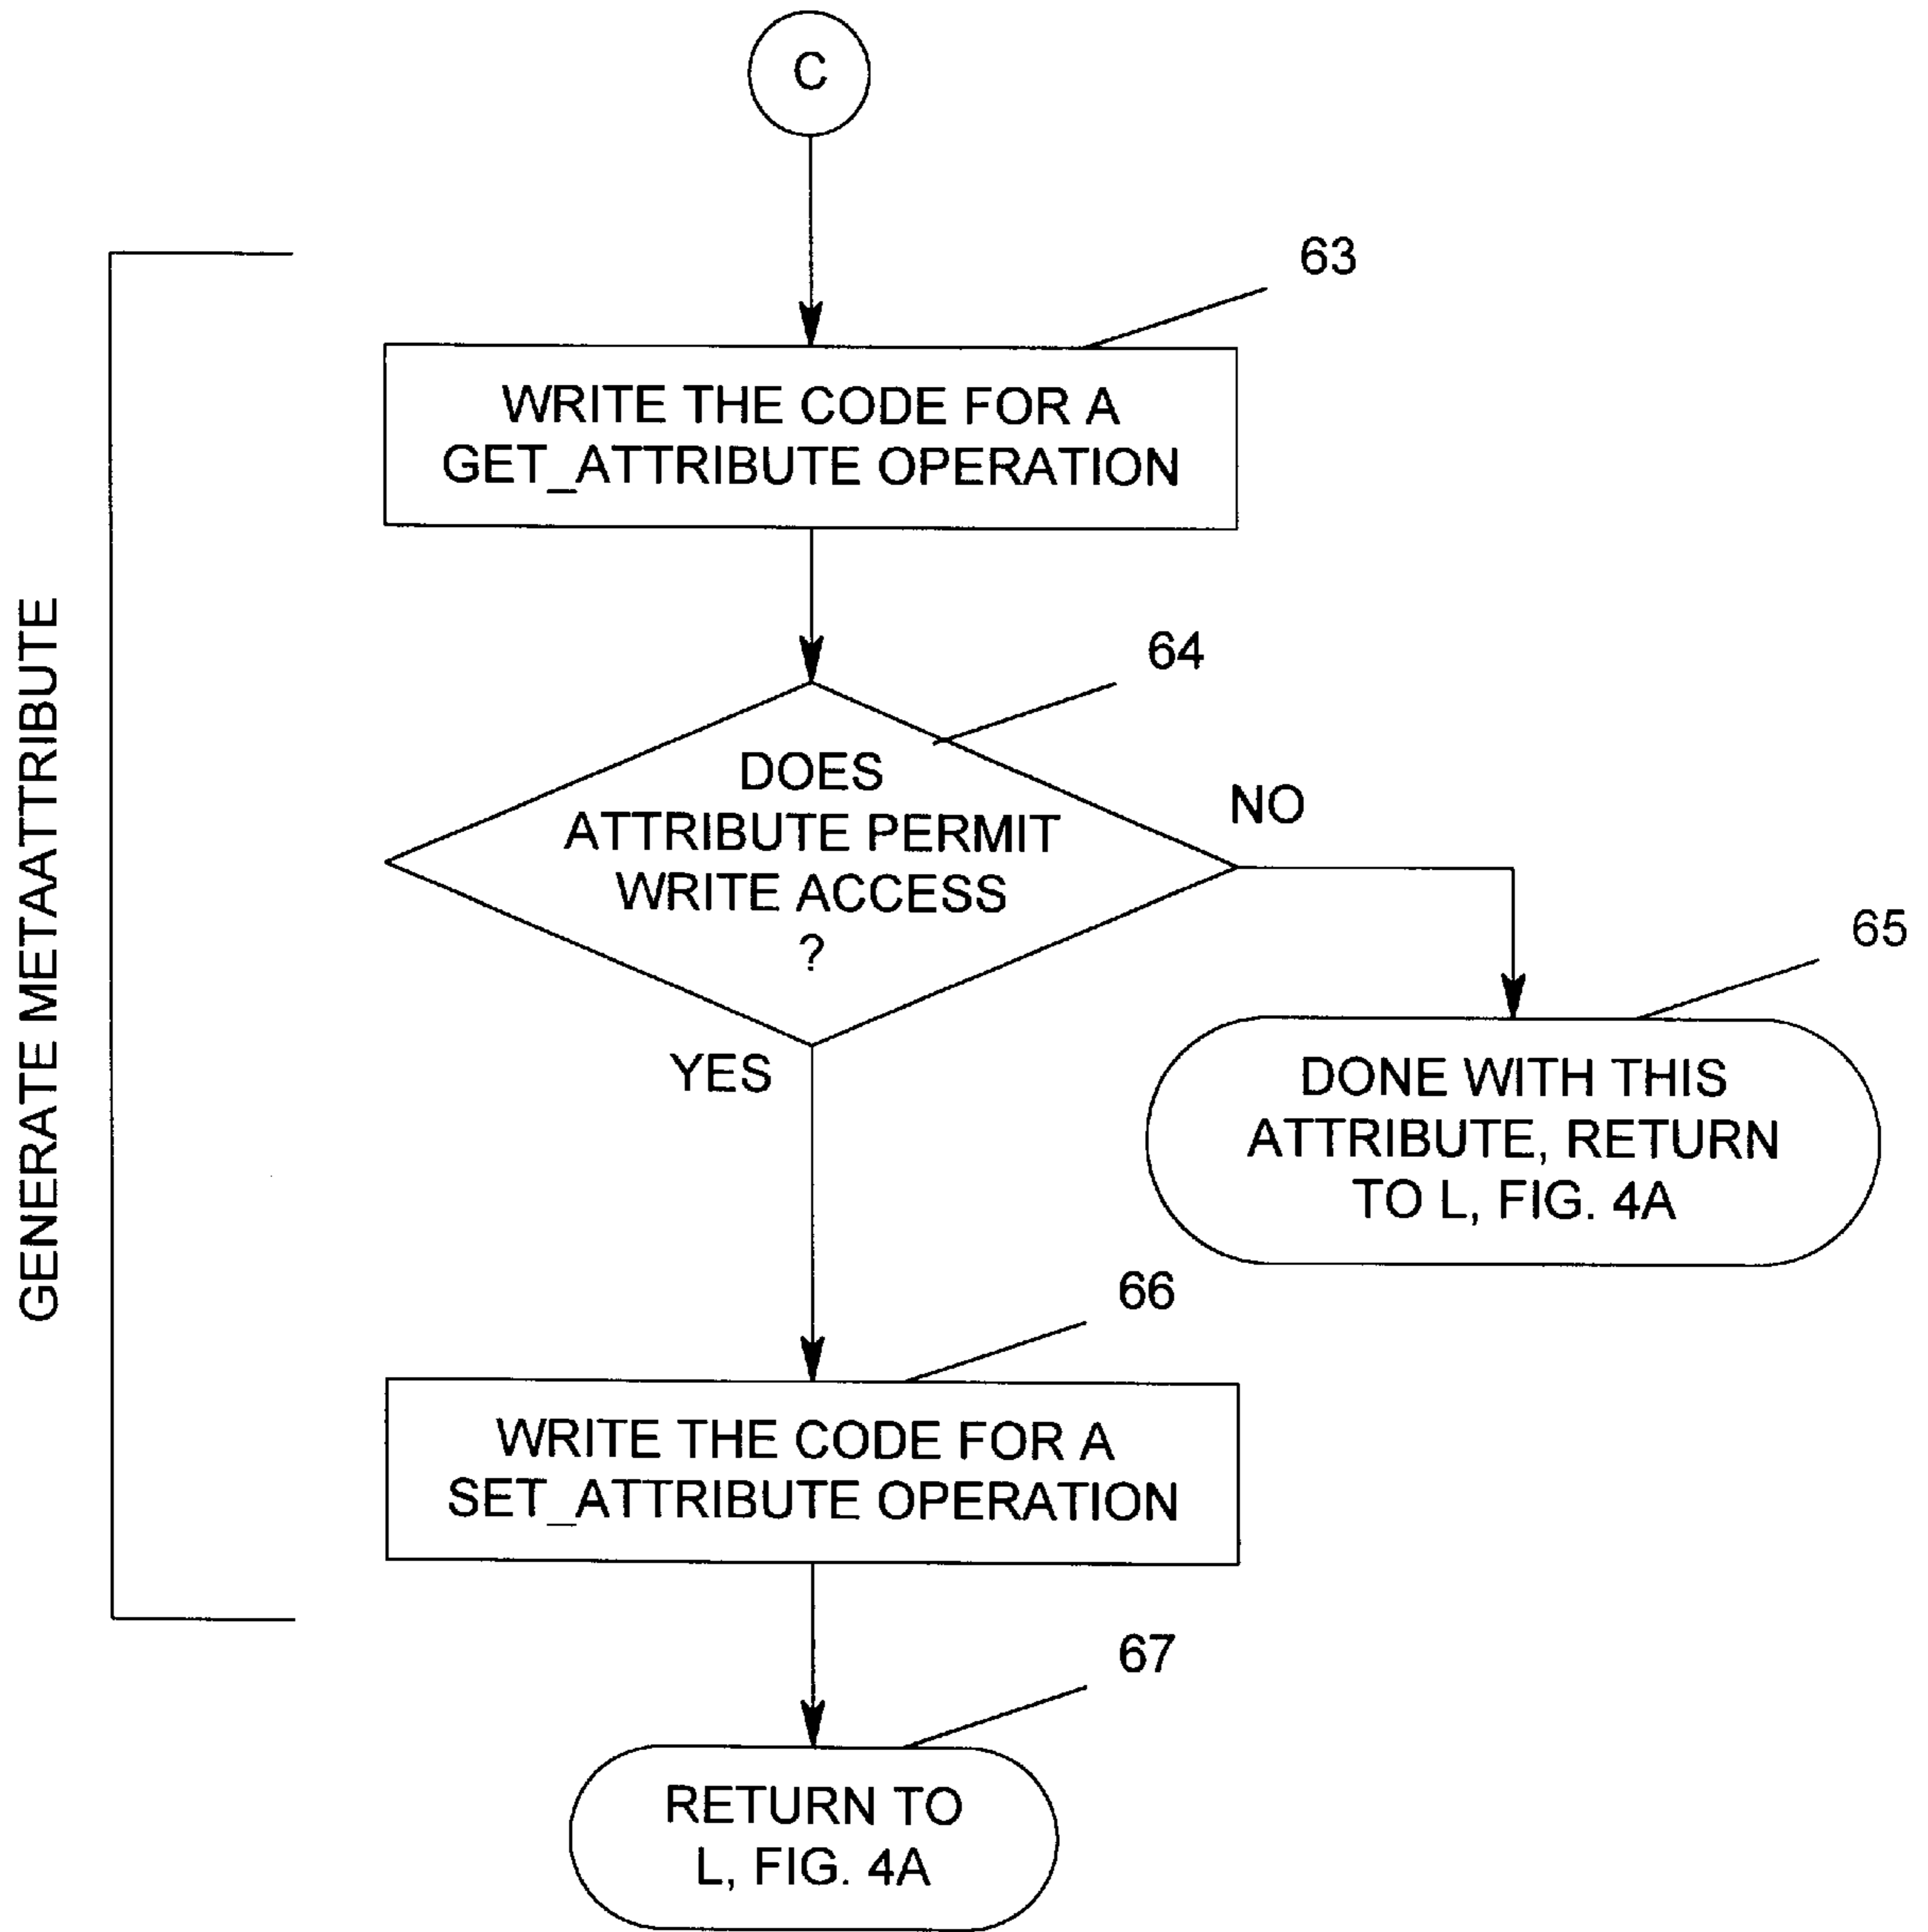 C
63
WRITE THE CODE FOR A
GET_ATTRIBUTE OPERATION
64
DOES
ATTRIBUTE PERMIT
WRITE ACCESS
?
NO
YES
65
DONE WITH THIS
ATTRIBUTE, RETURN
TO L, FIG. 4A
66
WRITE THE CODE FOR A
SET_ATTRIBUTE OPERATION
67
RETURN TO
L, FIG. 4A
GENERATE METAATTRIBUTE